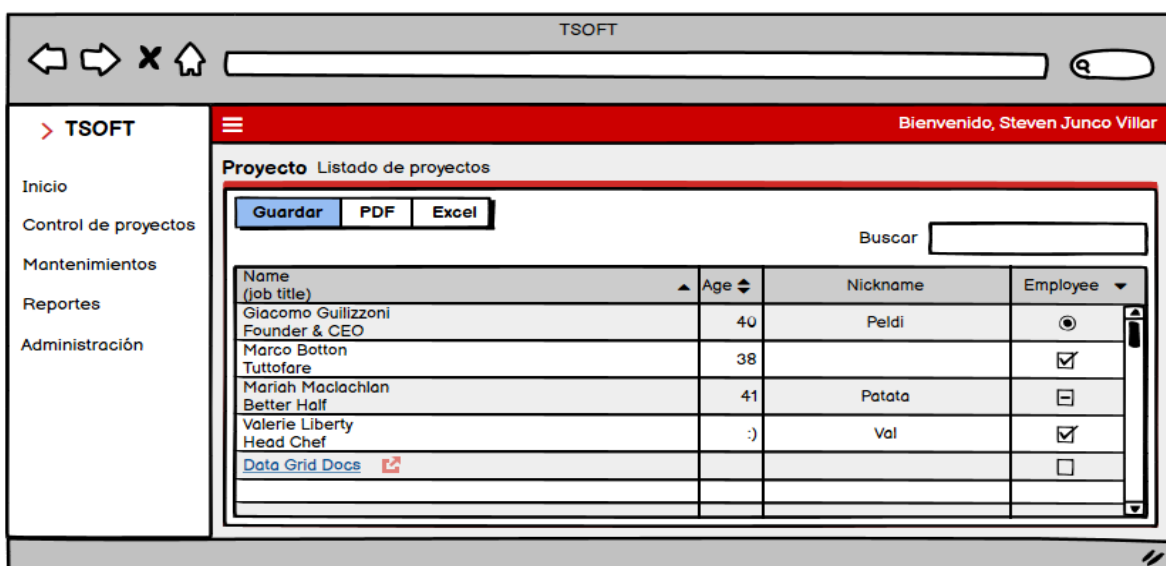 TSOFT
> TSOFT
Bienvenido, Steven Junco Villar
Inicio
Control de proyectos
Mantenimientos
Reportes
Administración
Proyecto Listado de proyectos
Guardar PDF Excel
Buscar
Name
(job title)
Age
Nickname
Employee
Giacomo Guilizzoni
Founder & CEO
40
Peldi
Marco Botton
Tuttofare
38
Mariah Maclachlan
Better Half
41
Patata
Valerie Liberty
Head Chef
:)
Val
Data Grid Docs